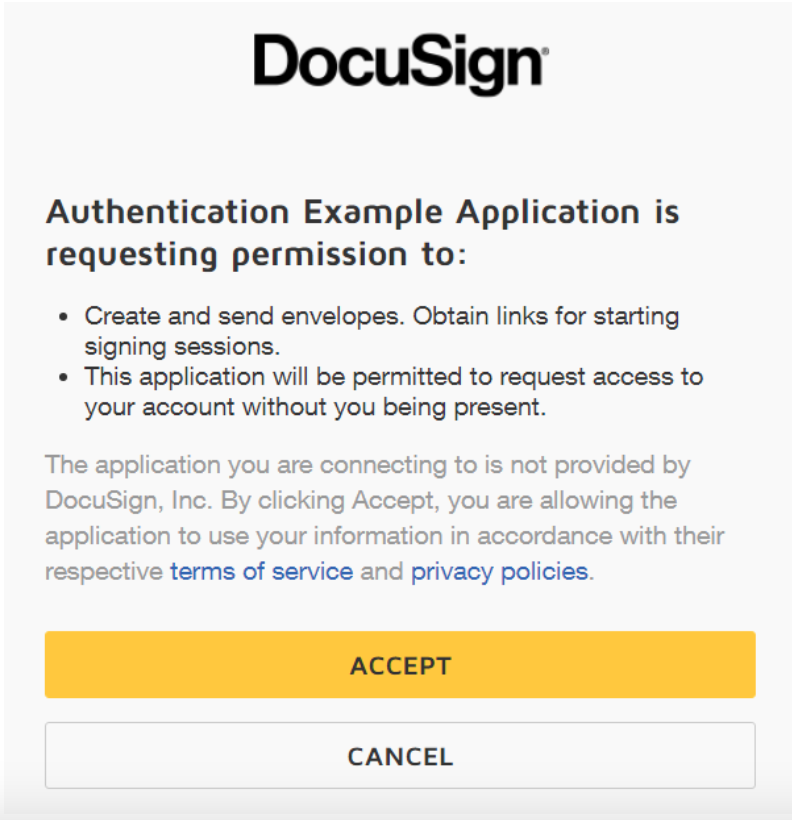 DocuSign®
Authentication Example Application is
requesting permission to:
• Create and send envelopes. Obtain links for starting
signing sessions.
• This application will be permitted to request access to
your account without you being present.
The application you are connecting to is not provided by
DocuSign, Inc. By clicking Accept, you are allowing the
application to use your information in accordance with their
respective terms of service and privacy policies.
ACCEPT
CANCEL